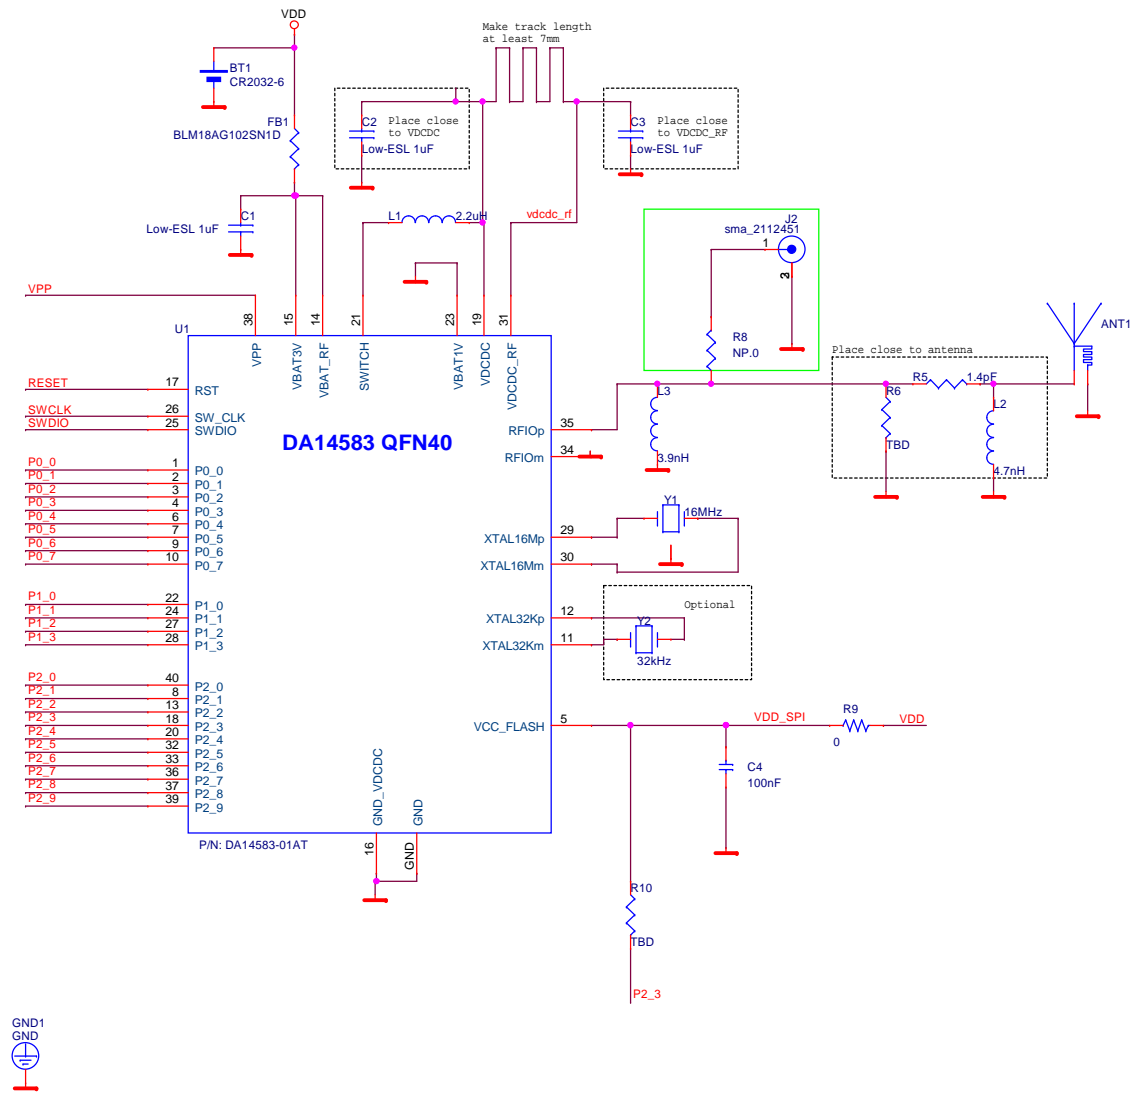 VDD
BT1
CR2032-6
FB1
BLM18AG102SN1D
C1
Low-ESL 1uF
Make track length
at least 7mm
C2
Place close
to VDCDC
Low-ESL 1uF
C3
Place close
to VDCDC_RF
Low-ESL 1uF
L1
2.2uH
vdcdc_rf
J2
sma_2112451
1
2
3
R8
NP.0
ANT1
Place close to antenna
R5
1.4pF
R6
TBD
L2
4.7nH
L3
3.9nH
VPP
U1
38
VPP
15
VBAT3V
14
VBAT_RF
21
SWITCH
23
VBAT1V
19
VDCDC
31
VDCDC_RF
RESET
17
RST
SWCLK
26
SW_CLK
SWDIO
25
SWDIO
DA14583 QFN40
P0_0
1
P0_0
P0_1
2
P0_1
P0_2
3
P0_2
P0_3
4
P0_3
P0_4
6
P0_4
P0_5
7
P0_5
P0_6
9
P0_6
P0_7
10
P0_7
P1_0
22
P1_0
P1_1
24
P1_1
P1_2
27
P1_2
P1_3
28
P1_3
P2_0
40
P2_0
P2_1
8
P2_1
P2_2
13
P2_2
P2_3
18
P2_3
P2_4
20
P2_4
P2_5
32
P2_5
P2_6
33
P2_6
P2_7
36
P2_7
P2_8
37
P2_8
P2_9
39
P2_9
RFIOp
35
RFIOm
34
XTAL16Mp
29
XTAL16Mm
30
Y1
16MHz
XTAL32Kp
12
XTAL32Km
11
Optional
Y2
32kHz
VCC_FLASH
5
VDD_SPI
R9
0
VDD
C4
100nF
R10
TBD
P2_3
GND_VDCDC
16
GND
GND
P/N: DA14583-01AT
GND1
GND